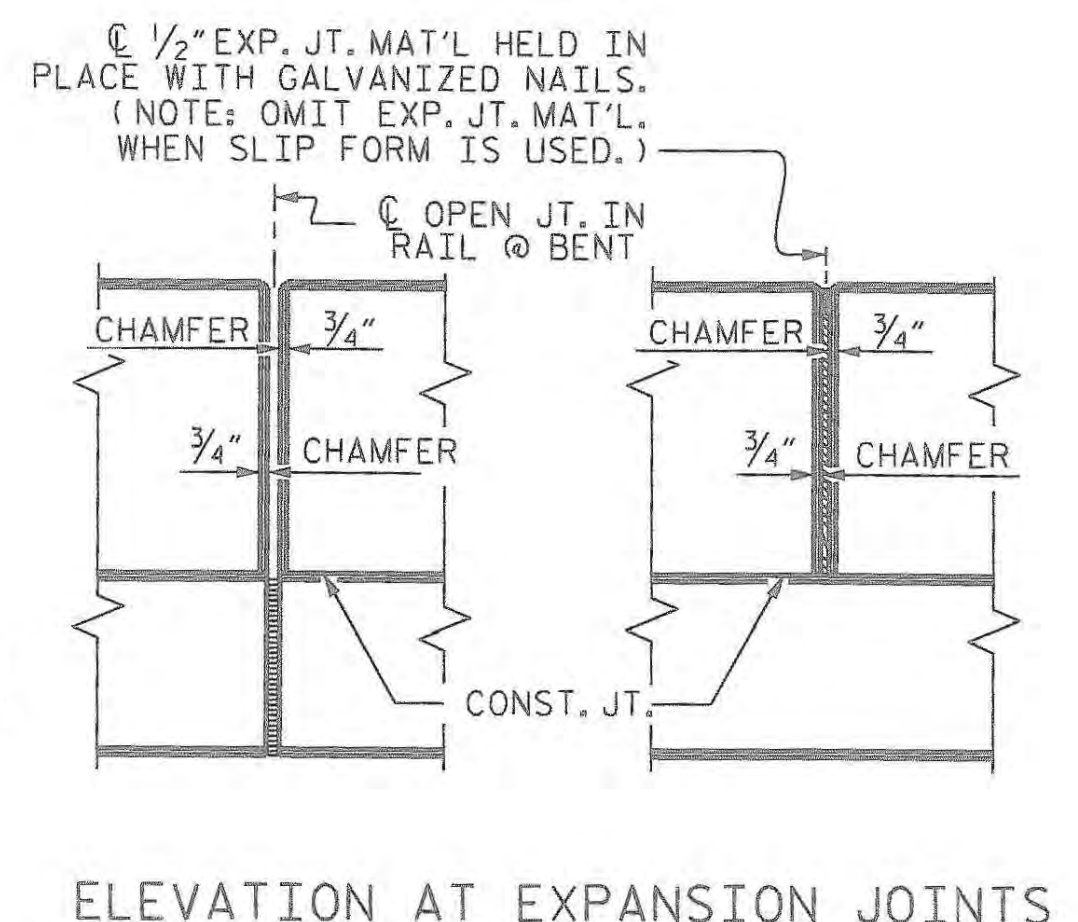 ℄ 1/2" EXP. JT. MAT'L HELD IN
PLACE WITH GALVANIZED NAILS.
(NOTE: OMIT EXP. JT. MAT'L.
WHEN SLIP FORM IS USED.)
℄ OPEN JT. IN
RAIL @ BENT
CHAMFER
3/4"
3/4"
CHAMFER
CHAMFER
3/4"
3/4"
CHAMFER
CONST. JT.
ELEVATION AT EXPANSION JOINTS